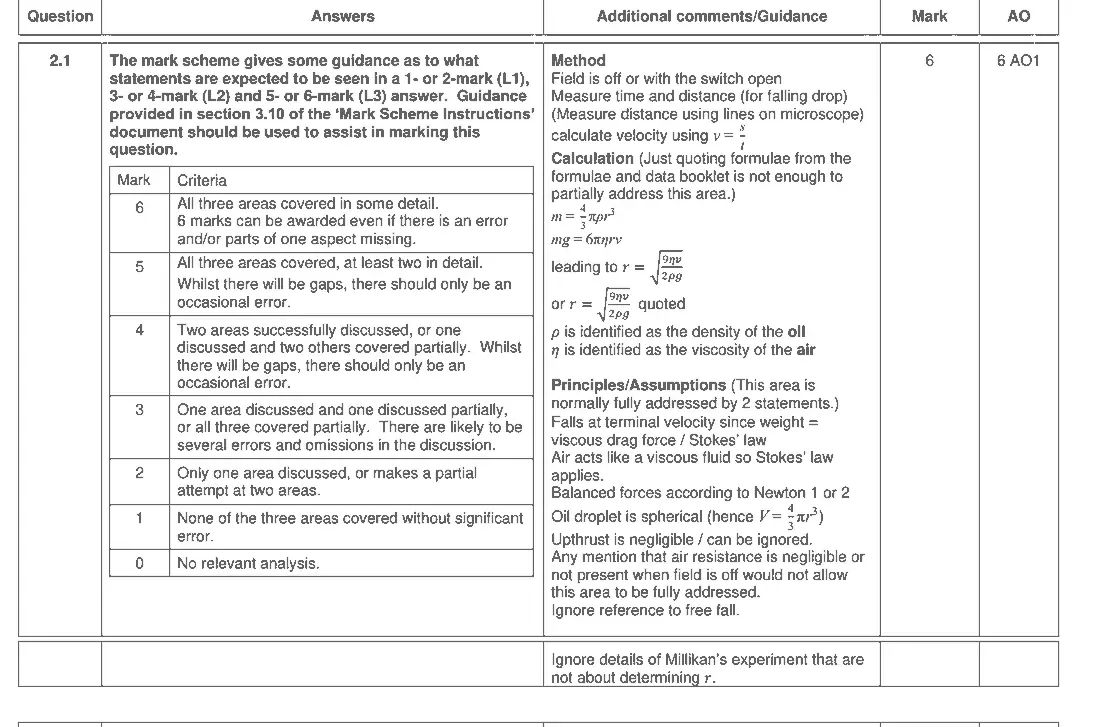 Question Answers Additional comments/Guidance Mark AO
2.1
The mark scheme gives some guidance as to what
statements are expected to be seen in a 1- or 2-mark (L1),
3- or 4-mark (L2) and 5- or 6-mark (L3) answer. Guidance
provided in section 3.10 of the 'Mark Scheme Instructions'
document should be used to assist in marking this
question.
Mark Criteria
6 All three areas covered in some detail.
6 marks can be awarded even if there is an error
and/or parts of one aspect missing.
5 All three areas covered, at least two in detail.
Whilst there will be gaps, there should only be an
occasional error.
4 Two areas successfully discussed, or one
discussed and two others covered partially. Whilst
there will be gaps, there should only be an
occasional error.
3 One area discussed and one discussed partially,
or all three covered partially. There are likely to be
several errors and omissions in the discussion.
2 Only one area discussed, or makes a partial
attempt at two areas.
1 None of the three areas covered without significant
error.
0 No relevant analysis.
Method
Field is off or with the switch open
Measure time and distance (for falling drop)
(Measure distance using lines on microscope)
calculate velocity using v = s/t
Calculation (Just quoting formulae from the
formulae and data booklet is not enough to
partially address this area.)
m = 4/3 πρr³
mg = 6πηrv
leading to r = √(9ηv/2ρg)
or r = √(9ηv/2ρg) quoted
ρ is identified as the density of the oil
η is identified as the viscosity of the air
Principles/Assumptions (This area is
normally fully addressed by 2 statements.)
Falls at terminal velocity since weight =
viscous drag force / Stokes' law
Air acts like a viscous fluid so Stokes' law
applies.
Balanced forces according to Newton 1 or 2
Oil droplet is spherical (hence V = 4/3 πr³)
Upthrust is negligible / can be ignored.
Any mention that air resistance is negligible or
not present when field is off would not allow
this area to be fully addressed.
Ignore reference to free fall.
6
6 AO1
Ignore details of Millikan's experiment that are
not about determining r.